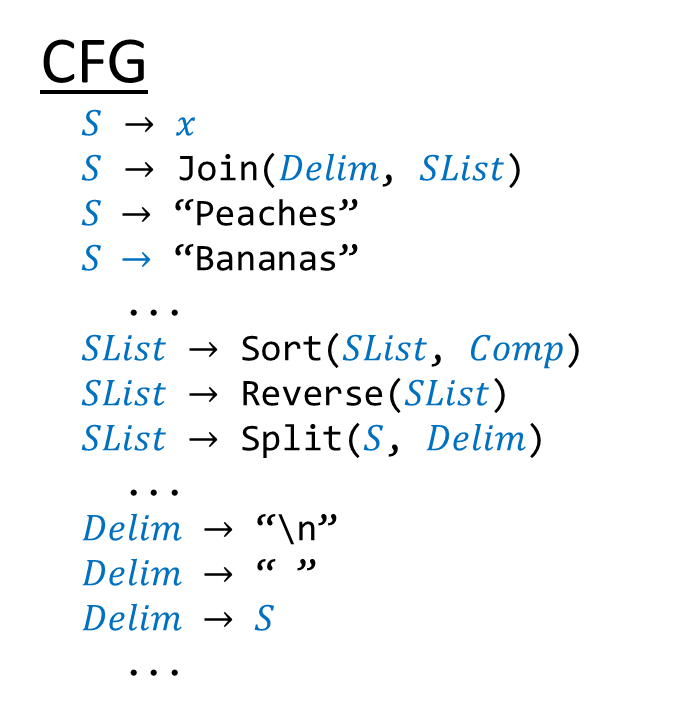 CFG
S → x
S → Join(Delim, SList)
S → “Peaches”
S → “Bananas”
...
SList → Sort(SList, Comp)
SList → Reverse(SList)
SList → Split(S, Delim)
...
Delim → “\n”
Delim → “ ”
Delim → S
...